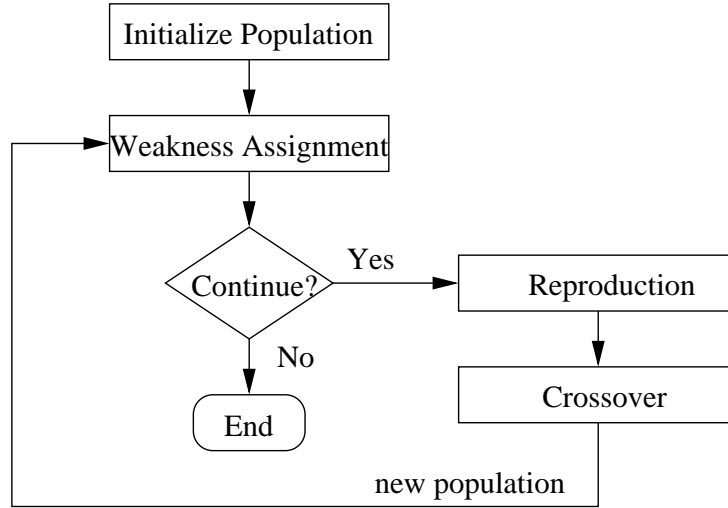 Initialize Population
Weakness Assignment
Continue?
Yes
Reproduction
No
Crossover
End
new population